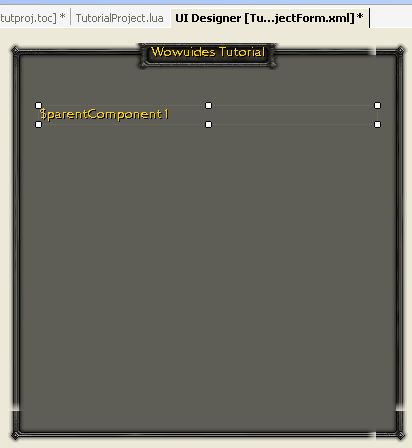 tutproj.toc] * TutorialProject.lua UI Designer [Tu...jectForm.xml] *
Wowuides Tutorial
$parentComponent1